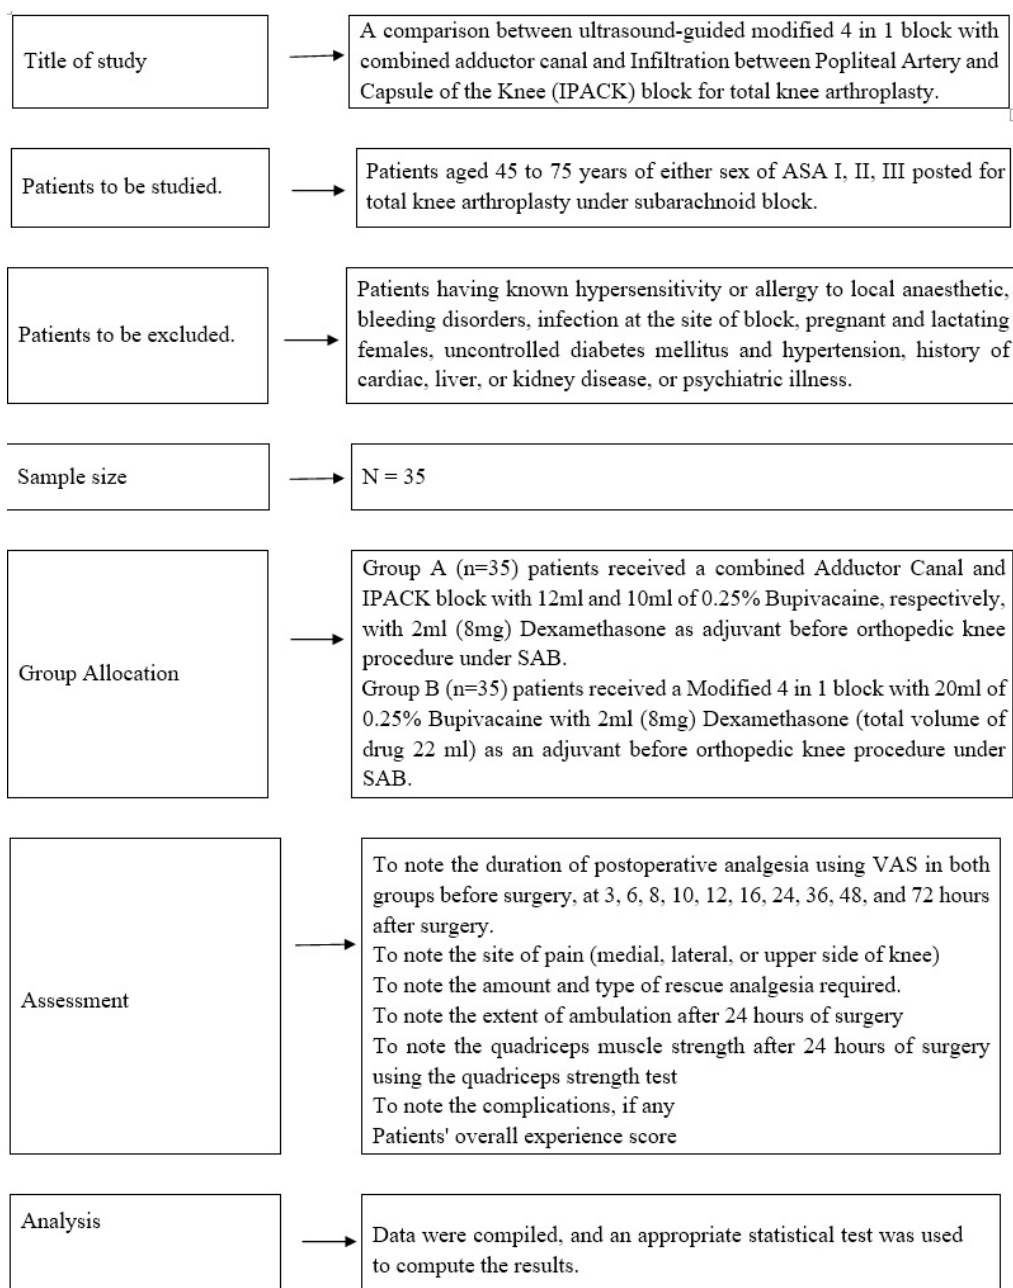 Title of study
A comparison between ultrasound-guided modified 4 in 1 block with
combined adductor canal and Infiltration between Popliteal Artery and
Capsule of the Knee (IPACK) block for total knee arthroplasty.
Patients to be studied.
Patients aged 45 to 75 years of either sex of ASA I, II, III posted for
total knee arthroplasty under subarachnoid block.
Patients to be excluded.
Patients having known hypersensitivity or allergy to local anaesthetic,
bleeding disorders, infection at the site of block, pregnant and lactating
females, uncontrolled diabetes mellitus and hypertension, history of
cardiac, liver, or kidney disease, or psychiatric illness.
Sample size
N = 35
Group Allocation
Group A (n=35) patients received a combined Adductor Canal and
IPACK block with 12ml and 10ml of 0.25% Bupivacaine, respectively,
with 2ml (8mg) Dexamethasone as adjuvant before orthopedic knee
procedure under SAB.
Group B (n=35) patients received a Modified 4 in 1 block with 20ml of
0.25% Bupivacaine with 2ml (8mg) Dexamethasone (total volume of
drug 22 ml) as an adjuvant before orthopedic knee procedure under
SAB.
Assessment
To note the duration of postoperative analgesia using VAS in both
groups before surgery, at 3, 6, 8, 10, 12, 16, 24, 36, 48, and 72 hours
after surgery.
To note the site of pain (medial, lateral, or upper side of knee)
To note the amount and type of rescue analgesia required.
To note the extent of ambulation after 24 hours of surgery
To note the quadriceps muscle strength after 24 hours of surgery
using the quadriceps strength test
To note the complications, if any
Patients' overall experience score
Analysis
Data were compiled, and an appropriate statistical test was used
to compute the results.